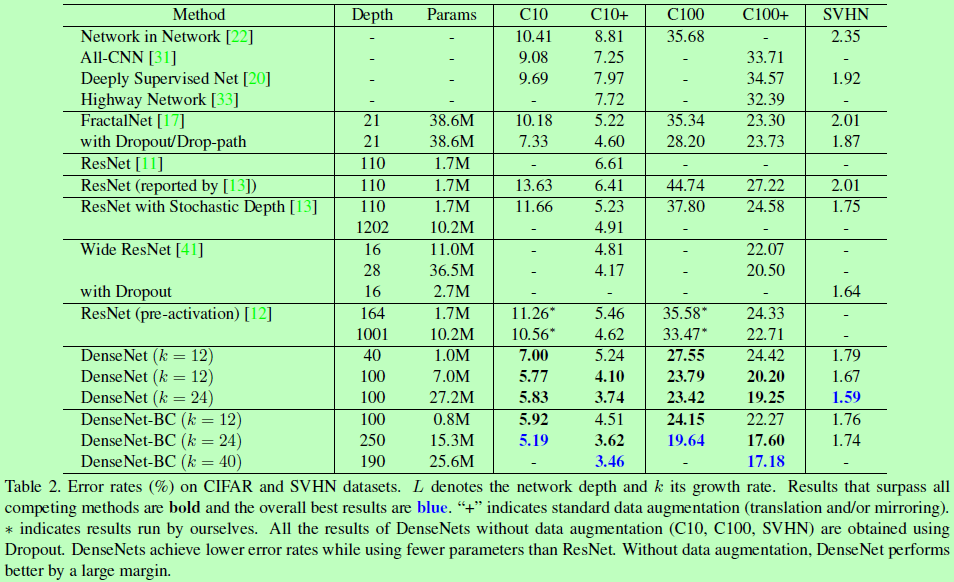 Method Depth Params C10 C10+ C100 C100+ SVHN
Network in Network [22] - - 10.41 8.81 35.68 - 2.35
All-CNN [31] - - 9.08 7.25 - 33.71 -
Deeply Supervised Net [20] - - 9.69 7.97 - 34.57 1.92
Highway Network [33] - - - 7.72 - 32.39 -
FractalNet [17] 21 38.6M 10.18 5.22 35.34 23.30 2.01
with Dropout/Drop-path 21 38.6M 7.33 4.60 28.20 23.73 1.87
ResNet [11] 110 1.7M - 6.61 - - -
ResNet (reported by [13]) 110 1.7M 13.63 6.41 44.74 27.22 2.01
ResNet with Stochastic Depth [13] 110 1.7M 11.66 5.23 37.80 24.58 1.75
1202 10.2M - 4.91 - - -
Wide ResNet [41] 16 11.0M - 4.81 - 22.07 -
28 36.5M - 4.17 - 20.50 -
with Dropout 16 2.7M - - - - 1.64
ResNet (pre-activation) [12] 164 1.7M 11.26* 5.46 35.58* 24.33 -
1001 10.2M 10.56* 4.62 33.47* 22.71 -
DenseNet (k = 12) 40 1.0M 7.00 5.24 27.55 24.42 1.79
DenseNet (k = 12) 100 7.0M 5.77 4.10 23.79 20.20 1.67
DenseNet (k = 24) 100 27.2M 5.83 3.74 23.42 19.25 1.59
DenseNet-BC (k = 12) 100 0.8M 5.92 4.51 24.15 22.27 1.76
DenseNet-BC (k = 24) 250 15.3M 5.19 3.62 19.64 17.60 1.74
DenseNet-BC (k = 40) 190 25.6M - 3.46 - 17.18 -
Table 2. Error rates (%) on CIFAR and SVHN datasets. L denotes the network depth and k its growth rate. Results that surpass all
competing methods are bold and the overall best results are blue. “+” indicates standard data augmentation (translation and/or mirroring).
* indicates results run by ourselves. All the results of DenseNets without data augmentation (C10, C100, SVHN) are obtained using
Dropout. DenseNets achieve lower error rates while using fewer parameters than ResNet. Without data augmentation, DenseNet performs
better by a large margin.